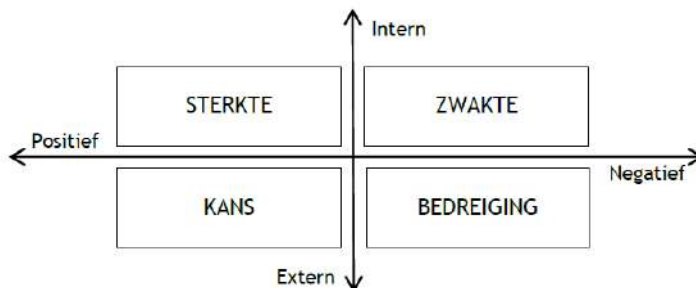 Intern
STERKTE ZWAKTE
Positief
Negatief
KANS BEDREIGING
Extern